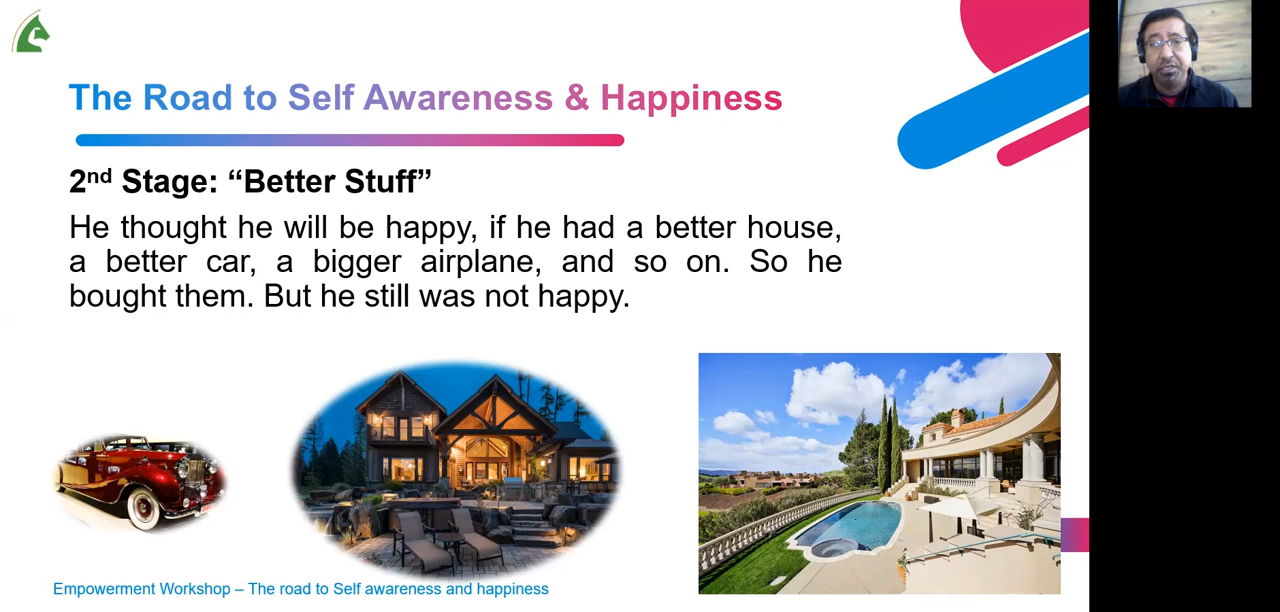 The Road to Self Awareness & Happiness
2nd Stage: “Better Stuff”
He thought he will be happy, if he had a better house,
a better car, a bigger airplane, and so on. So he
bought them. But he still was not happy.
Empowerment Workshop – The road to Self awareness and happiness